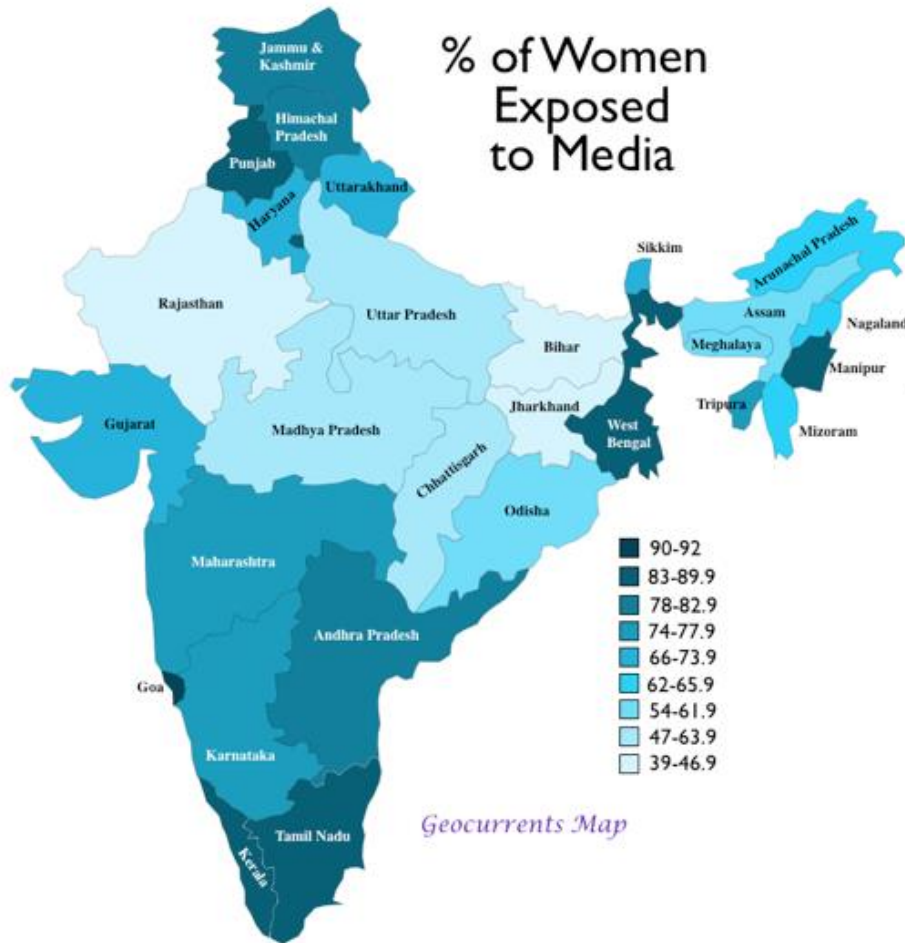 % of Women
Exposed
to Media
Jammu &
Kashmir
Himachal
Pradesh
Punjab
Uttarakhand
Haryana
Sikkim
Arunachal Pradesh
Rajasthan
Uttar Pradesh
Assam
Bihar
Meghalaya
Nagaland
Manipur
Jharkhand
Tripura
Gujarat
Madhya Pradesh
West
Bengal
Mizoram
Chhattisgarh
Odisha
Maharashtra
90-92
83-89.9
78-82.9
74-77.9
66-73.9
62-65.9
54-61.9
47-63.9
39-46.9
Andhra Pradesh
Goa
Karnataka
Tamil Nadu
Kerala
Geocurrents Map